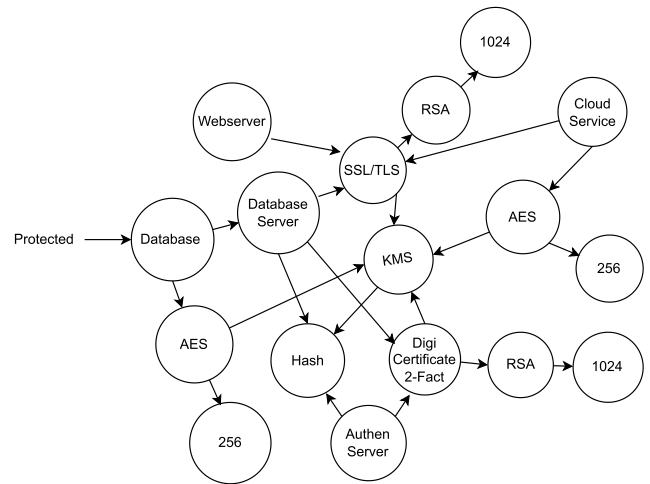 1024
RSA
Cloud
Service
Webserver
SSL/TLS
Database
Server
AES
Protected
Database
KMS
256
AES
Hash
Digi
Certificate
2-Fact
RSA
1024
256
Authen
Server